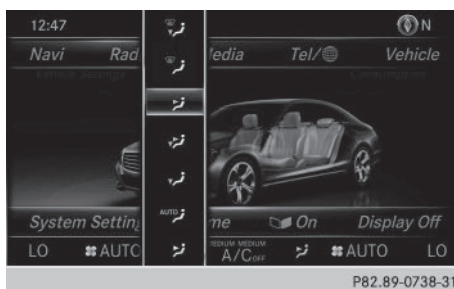 12:47 N
Navi Rad edia Tel/ Vehicle
System Setting me On Display Off
AUTO
LO AUTO MEDIUM MEDIUM A/C OFF AUTO LO
P82.89-0738-31